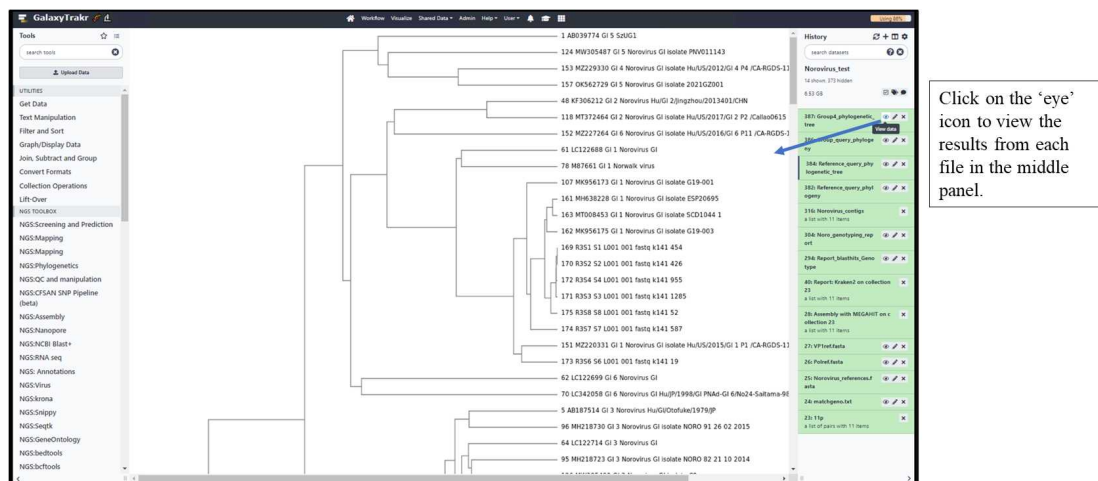 GalaxyTrakr
Workflow Visualize Shared Data Admin Help User
Using 88%
Tools
search tools
Upload Data
UTILITIES
Get Data
Text Manipulation
Filter and Sort
Graph/Display Data
Join, Subtract and Group
Convert Formats
Collection Operations
Lift-Over
NGS TOOLBOX
NGS:Screening and Prediction
NGS:Mapping
NGS:Mapping
NGS:Phylogenetics
NGS:QC and manipulation
NGS:CFSAN SNP Pipeline
(beta)
NGS:Assembly
NGS:Nanopore
NGS:NCBI Blast+
NGS:RNA seq
NGS: Annotations
NGS:Virus
NGS:krona
NGS:Snippy
NGS:Seqtk
NGS:GeneOntology
NGS:bedtools
NGS:bcftools
1 AB039774 GI 5 SzUG1
124 MW305487 GI 5 Norovirus GI isolate PNV011143
153 MZ229330 GI 4 Norovirus Hu/US/2012/GI 4 P4 /CA-RGDS-11
157 OK562729 GI 5 Norovirus isolate 2021GZ001
48 KF306212 GI 2 Norovirus Hu/GI 2/Jingzhou/2013401/CHN
118 MT372464 GI 2 Norovirus Hu/US/2017/GI 2 P2 /Callao0615
152 MZ227264 GI 6 Norovirus Hu/US/2016/GI 6 P11 /CA-RGDS-1
61 LC122688 GI 1 Norovirus GI
78 M87661 GI 1 Norwalk virus
107 MK956173 GI 1 Norovirus GI isolate G19-001
161 MH638228 GI 1 Norovirus GI isolate ESP20695
163 MT008453 GI 1 Norovirus GI isolate SCD1044 1
162 MK956175 GI 1 Norovirus GI isolate G19-003
169 R3S1 S1 L001 001 fastq k141 454
170 R3S2 S2 L001 001 fastq k141 426
172 R3S4 S4 L001 001 fastq k141 955
171 R3S3 S3 L001 001 fastq k141 1285
175 R3S8 S8 L001 001 fastq k141 52
174 R3S7 S7 L001 001 fastq k141 587
151 MZ220331 GI 1 Norovirus Hu/US/2015/GI 1 P1 /CA-RGDS-11
173 R3S6 S6 L001 001 fastq k141 19
62 LC122699 GI 6 Norovirus GI
70 LC342058 GI 6 Norovirus GI Hu/JP/1998/GI PNAd-GI 6/No24-Saitama-98
5 AB187514 GI 3 Norovirus Hu/GI/Otofuke/1979/JP
96 MH218730 GI 3 Norovirus GI isolate NORO 91 26 02 2015
64 LC122714 GI 3 Norovirus GI
95 MH218723 GI 3 Norovirus GI isolate NORO 82 21 10 2014
History
search datasets
Norovirus_test
14 shown, 373 hidden
6.53 GB
387: Group4_phylogenetic_
tree
View data
386: Group_query_phyloge
ny
384: Reference_query_phy
logenetic_tree
382: Reference_query_phyl
ogeny
316: Norovirus_contigs
a list with 11 items
304: Noro_genotyping_rep
ort
294: Report_blasthits_Geno
type
40: Report: Kraken2 on collection
23
a list with 11 items
28: Assembly with MEGAHIT on c
ollection 23
a list with 11 items
27: VP1ref.fasta
26: Polref.fasta
25: Norovirus_references.f
asta
24: matchgeno.txt
23: 11p
a list of pairs with 11 items
Click on the ‘eye’
icon to view the
results from each
file in the middle
panel.